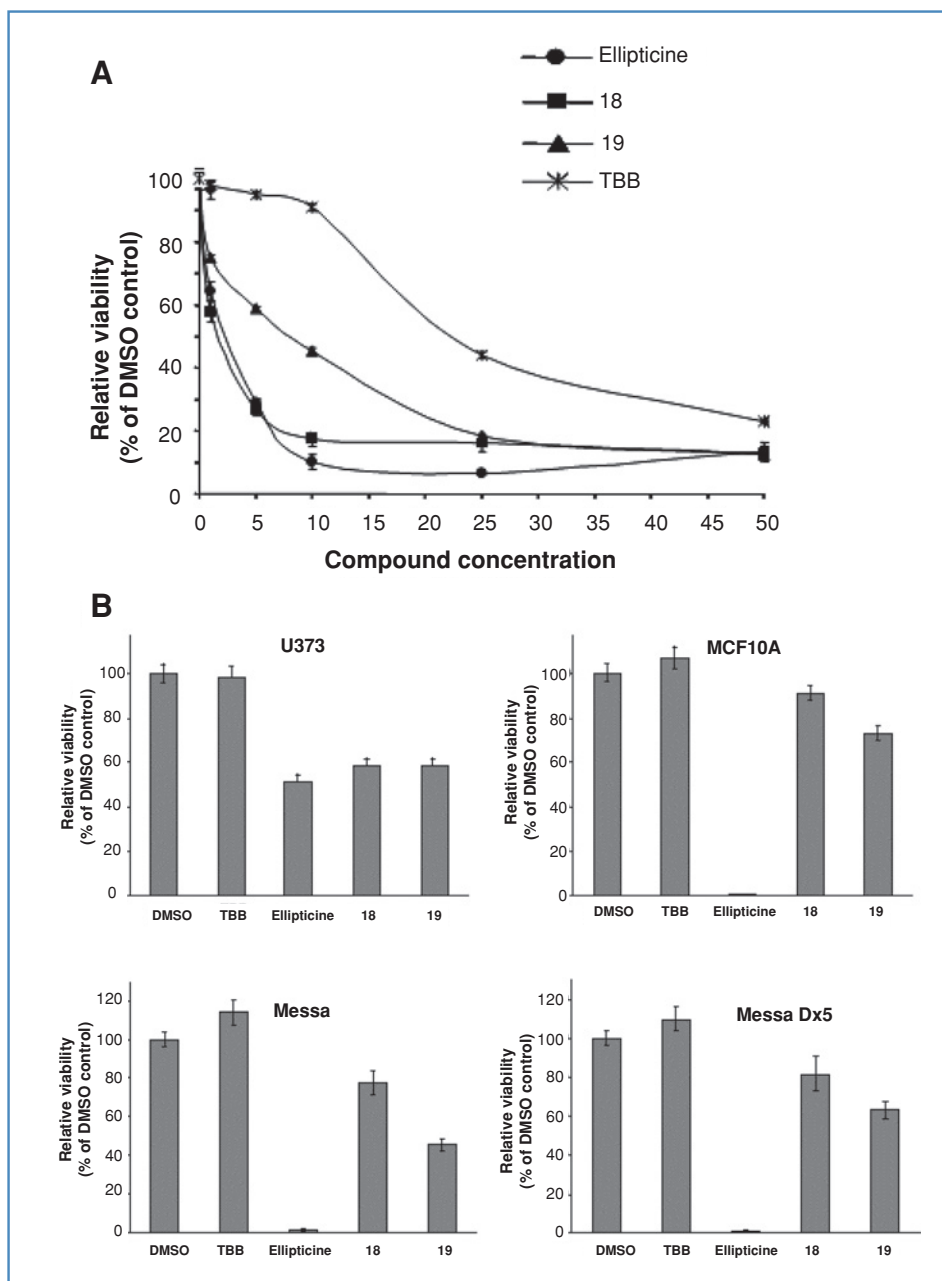 A
Ellipticine
18
19
TBB
Relative viability
(% of DMSO control)
100
80
60
40
20
0
0 5 10 15 20 25 30 35 40 45 50
Compound concentration
B
U373
Relative viability
(% of DMSO control)
100
80
60
40
20
0
DMSO TBB Ellipticine 18 19
MCF10A
Relative viability
(% of DMSO control)
100
80
60
40
20
0
DMSO TBB Ellipticine 18 19
Messa
Relative viability
(% of DMSO control)
120
100
80
60
40
20
0
DMSO TBB Ellipticine 18 19
Messa Dx5
Relative viability
(% of DMSO control)
120
100
80
60
40
20
0
DMSO TBB Ellipticine 18 19